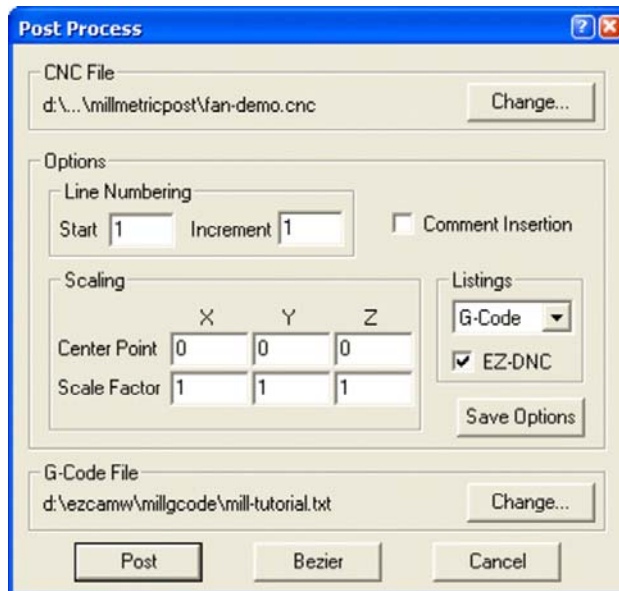 Post Process
CNC File
d:\...\millmetricpost\fan-demo.cnc
Change...
Options
Line Numbering
Start 1 Increment 1
Comment Insertion
Scaling
X Y Z
Center Point 0 0 0
Scale Factor 1 1 1
Listings
G-Code
EZ-DNC
Save Options
G-Code File
d:\ezcamw\millgcode\mill-tutorial.txt
Change...
Post Bezier Cancel